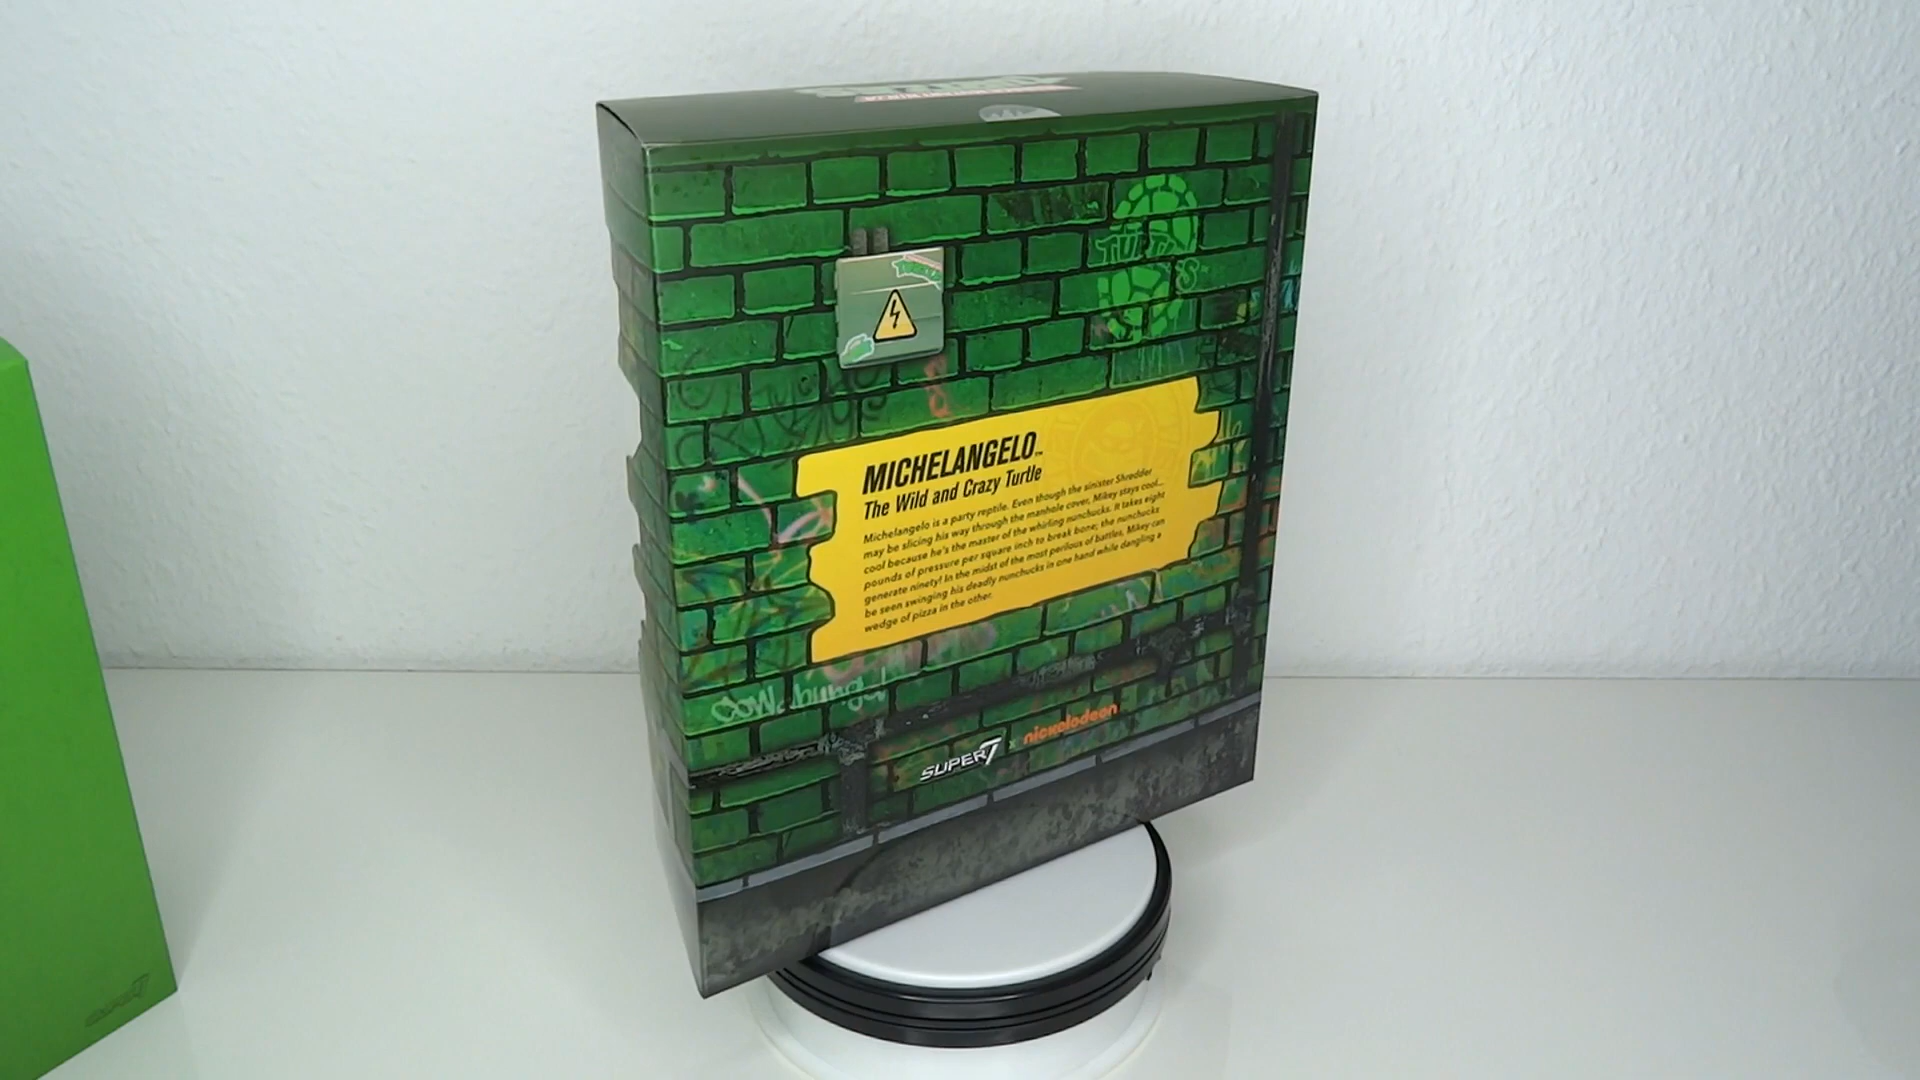 TURTLES
TURTLES
MICHELANGELO™
The Wild and Crazy Turtle
Michelangelo is a party reptile. Even though the sinister Shredder
may be slicing his way through the manhole cover, Mikey stays cool...
cool because he's the master of the whirling nunchucks. It takes eight
pounds of pressure per square inch to break bone; the nunchucks
generate ninety! In the midst of the most perilous of battles, Mikey can
be seen swinging his deadly nunchucks in one hand while dangling a
wedge of pizza in the other.
cowabunga!
SUPER7 x nickelodeon